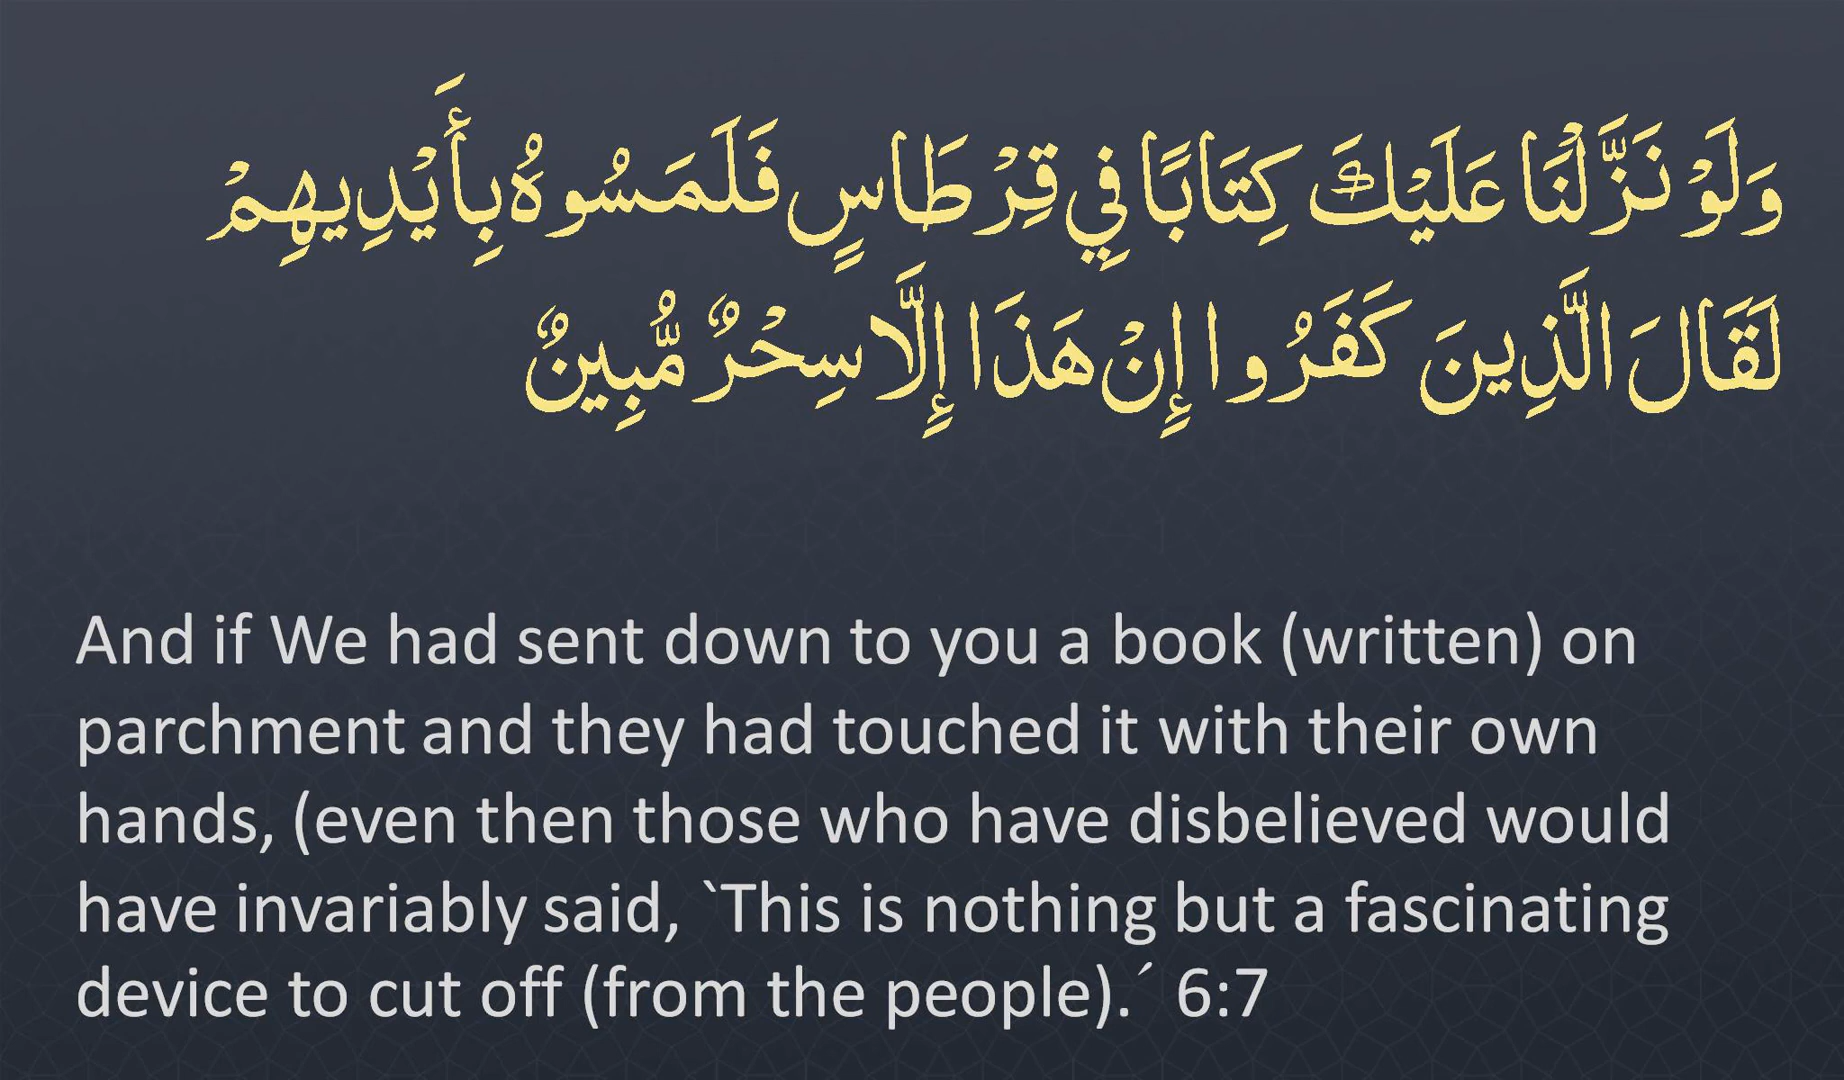 وَلَوْ نَزَّلْنَا عَلَيْكَ كِتَابًا فِي قِرْطَاسٍ فَلَمَسُوهُ بِأَيْدِيهِمْ
لَقَالَ الَّذِينَ كَفَرُوا إِنْ هَذَا إِلَّا سِحْرٌ مُّبِينٌ
And if We had sent down to you a book (written) on
parchment and they had touched it with their own
hands, (even then those who have disbelieved would
have invariably said, `This is nothing but a fascinating
device to cut off (from the people).´ 6:7